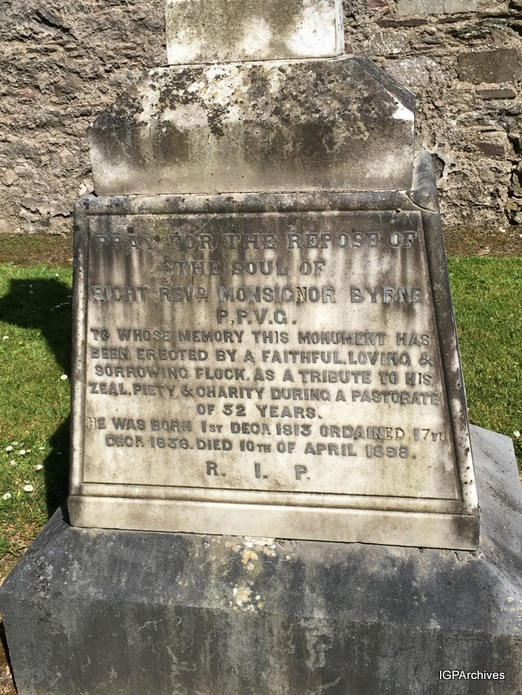 PRAY FOR THE REPOSE OF
THE SOUL OF
RIGHT REVD. MONSIGNOR BYRNE
P.P.V.G.
TO WHOSE MEMORY THIS MONUMENT HAS
BEEN ERECTED BY A FAITHFUL, LOVING &
SORROWING FLOCK, AS A TRIBUTE TO HIS
ZEAL, PIETY, & CHARITY DURING A PASTORATE
OF 32 YEARS.
HE WAS BORN 1ST DECR. 1813 ORDAINED 17TH
DECR. 1836. DIED 10TH OF APRIL 1898.
R. I. P.
IGPArchives